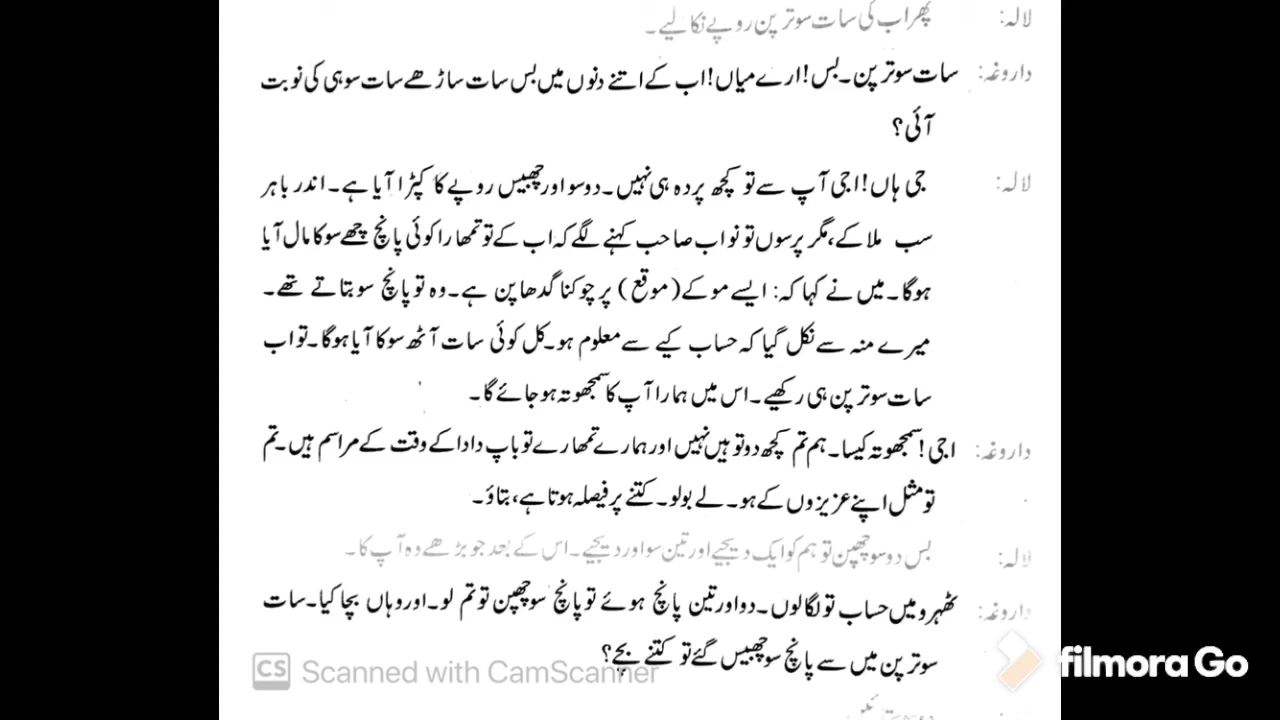 لالہ: پھر اب کی سات سو ترپن روپے نکالیے۔
داروغہ: سات سو ترپن۔ بس! ارے میاں! اب کے اتنے دنوں میں بس سات ساڑھے سات سو ہی کی نوبت
آئی؟
لالہ: جی ہاں! اجی آپ سے تو کچھ پردہ ہی نہیں۔ دو سو اور چھبیس روپے کا کپڑا آیا ہے۔ اندر باہر
سب ملا کے، مگر پرسوں تو نواب صاحب کہنے لگے کہ اب کے تو تمھارا کوئی پانچ چھے سو کا مال آیا
ہوگا۔ میں نے کہا کہ: ایسے موکے (موقع) پر چوکنا گدھا پن ہے۔ وہ تو پانچ سو بتاتے تھے۔
میرے منہ سے نکل گیا کہ حساب کیے سے معلوم ہو۔ کل کوئی سات آٹھ سو کا آیا ہوگا۔ تو اب
سات سو ترپن ہی رکھیے۔ اس میں ہمارا آپ کا سمجھوتہ ہو جائے گا۔
داروغہ: اجی! سمجھوتہ کیسا۔ ہم تم کچھ دو تو ہیں نہیں اور ہمارے تمھارے تو باپ دادا کے وقت کے مراسم ہیں۔ تم
تو مثل اپنے عزیزوں کے ہو۔ لے بولو۔ کتنے پر فیصلہ ہوتا ہے، بتاؤ۔
لالہ: بس دو سو چھپن تو ہم کو ایک دیجیے اور تین سو اور دیجیے۔ اس کے بعد جو بڑھے وہ آپ کا۔
داروغہ: ٹھہرو میں حساب تو لگا لوں۔ دو اور تین پانچ ہوئے تو پانچ سو چھپن تو تم لو۔ اور وہاں بچا کیا۔ سات
سو ترپن میں سے پانچ سو چھبیس گئے تو کتنے بچے؟
CS Scanned with CamScanner
filmora Go